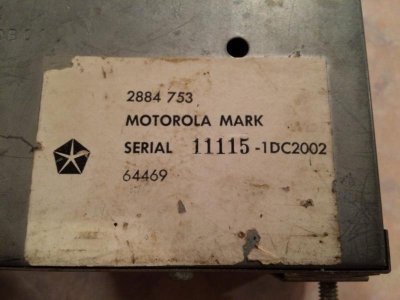 2884 753
MOTOROLA MARK
SERIAL 11115-1DC2002
64469